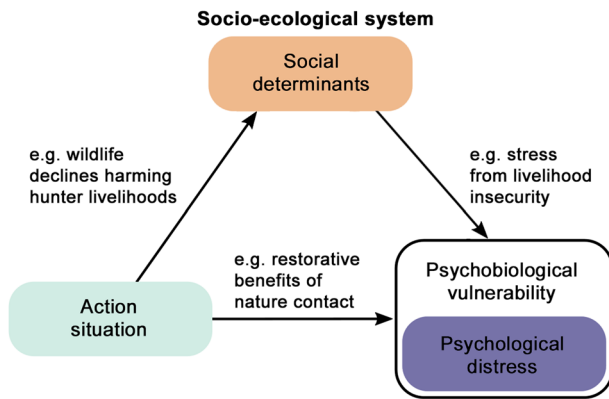 Socio-ecological system
Social
determinants
e.g. wildlife
declines harming
hunter livelihoods
e.g. stress
from livelihood
insecurity
e.g. restorative
benefits of
nature contact
Psychobiological
vulnerability
Action
situation
Psychological
distress